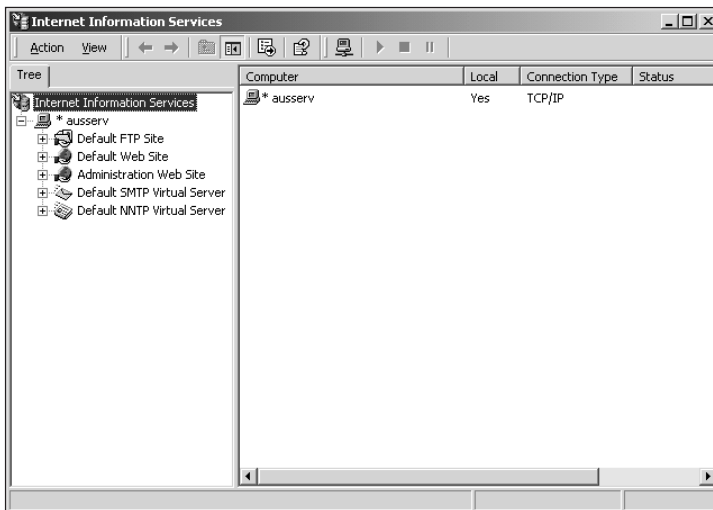 Internet Information Services
Action View
Tree
Internet Information Services
* ausserv
Default FTP Site
Default Web Site
Administration Web Site
Default SMTP Virtual Server
Default NNTP Virtual Server
Computer Local Connection Type Status
* ausserv Yes TCP/IP